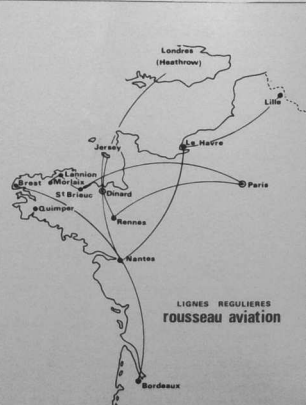 Londres
(Heathrow)
Lille
Jersey
Le Havre
Lannion
Morlaix
Brest
St Brieuc
Dinard
Paris
Quimper
Rennes
Nantes
LIGNES REGULIERES
rousseau aviation
Bordeaux